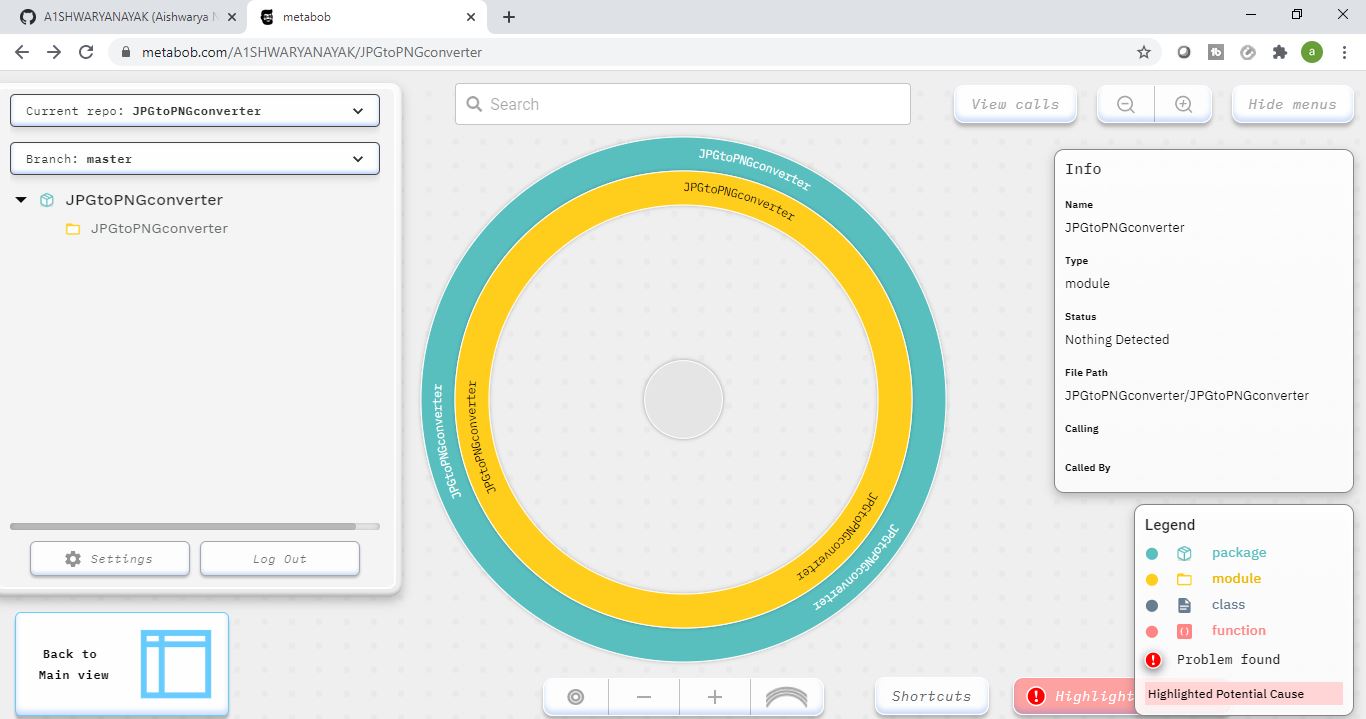 A1SHWARYANAYAK (Aishwarya N
metabob
metabob.com/A1SHWARYANAYAK/JPGtoPNGconverter
a
Current repo: JPGtoPNGconverter
Branch: master
JPGtoPNGconverter
JPGtoPNGconverter
Settings
Log Out
Back to
Main view
Search
View calls
Hide menus
JPGtoPNGconverter
JPGtoPNGconverter
JPGtoPNGconverter
JPGtoPNGconverter
JPGtoPNGconverter
JPGtoPNGconverter
Info
Name
JPGtoPNGconverter
Type
module
Status
Nothing Detected
File Path
JPGtoPNGconverter/JPGtoPNGconverter
Calling
Called By
Legend
package
module
class
function
Problem found
Highlighted Potential Cause
Shortcuts
Highlight